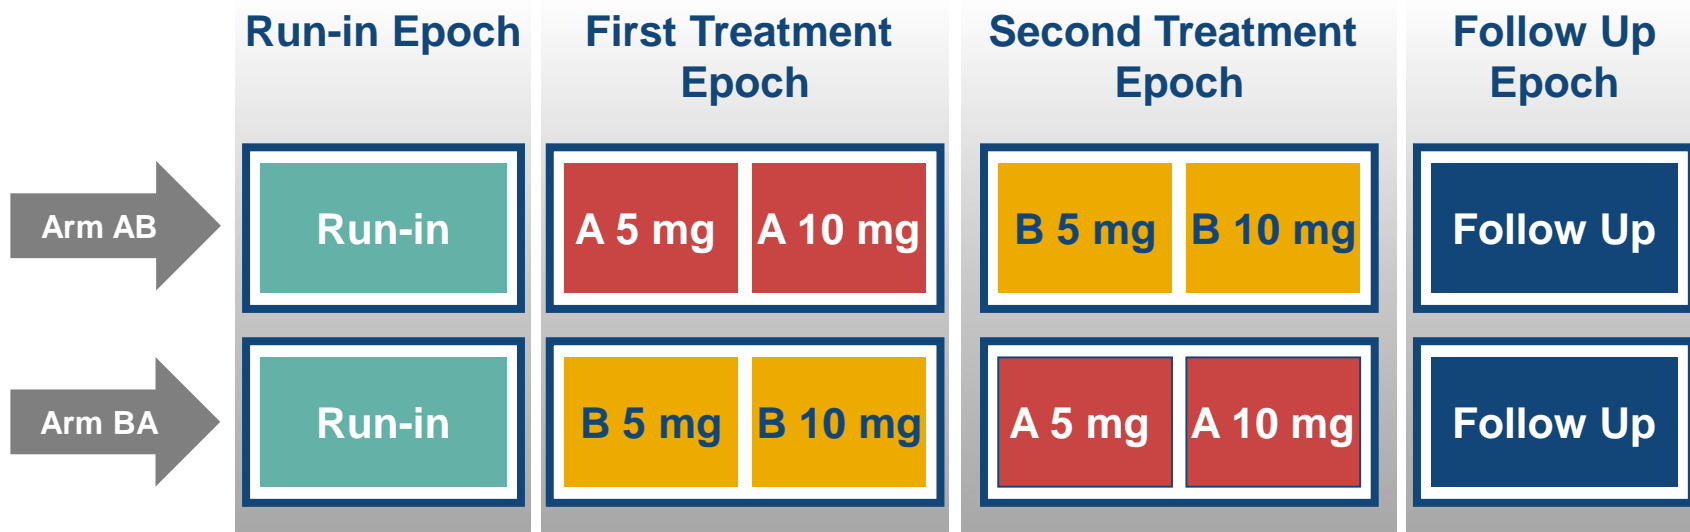 Run-in Epoch
First Treatment
Epoch
Second Treatment
Epoch
Follow Up
Epoch
Arm AB
Run-in
A 5 mg
A 10 mg
B 5 mg
B 10 mg
Follow Up
Arm BA
Run-in
B 5 mg
B 10 mg
A 5 mg
A 10 mg
Follow Up